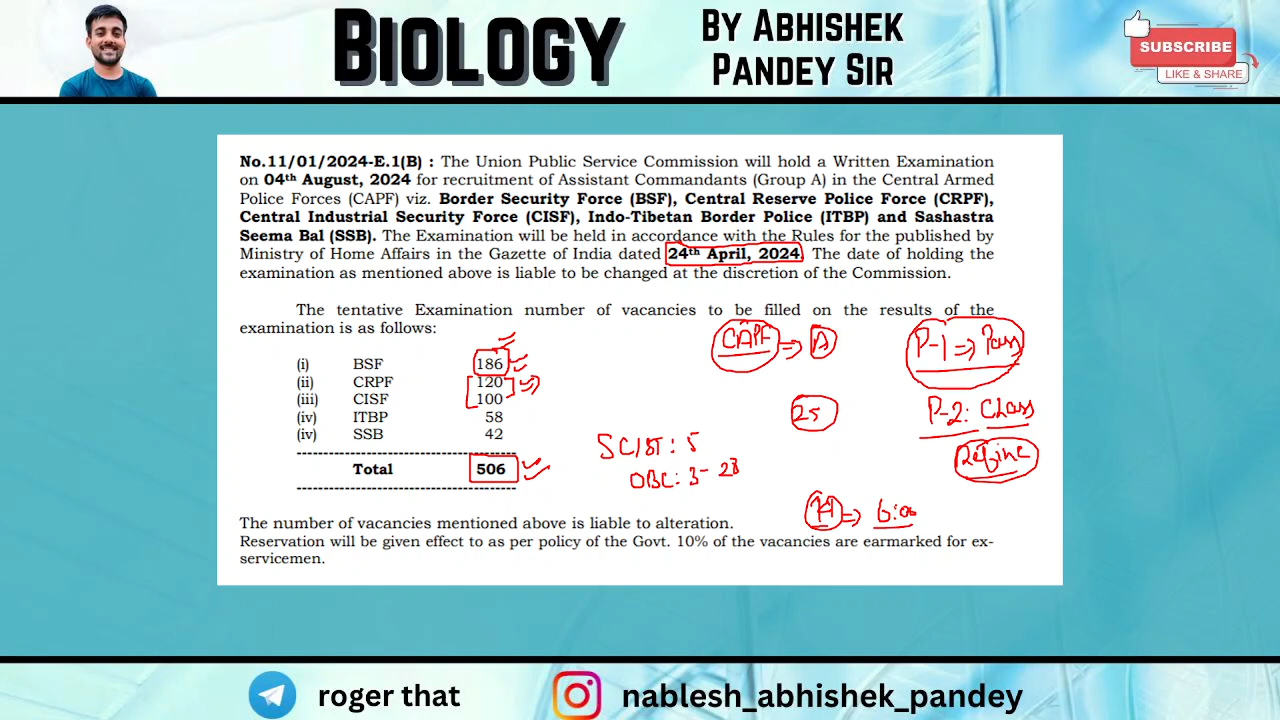 BIOLOGY
BY ABHISHEK
PANDEY SIR
SUBSCRIBE
LIKE & SHARE
No.11/01/2024-E.1(B) : The Union Public Service Commission will hold a Written Examination
on 04th August, 2024 for recruitment of Assistant Commandants (Group A) in the Central Armed
Police Forces (CAPF) viz. Border Security Force (BSF), Central Reserve Police Force (CRPF),
Central Industrial Security Force (CISF), Indo-Tibetan Border Police (ITBP) and Sashastra
Seema Bal (SSB). The Examination will be held in accordance with the Rules for the published by
Ministry of Home Affairs in the Gazette of India dated 24th April, 2024. The date of holding the
examination as mentioned above is liable to be changed at the discretion of the Commission.
The tentative Examination number of vacancies to be filled on the results of the
examination is as follows:
(i) BSF 186
(ii) CRPF 120
(iii) CISF 100
(iv) ITBP 58
(iv) SSB 42
Total 506
CAPF => A
P-1 => Pass
25
P-2: Class
Refine
SC/ST: 5
OBC: 3- 28
14 => bio
The number of vacancies mentioned above is liable to alteration.
Reservation will be given effect to as per policy of the Govt. 10% of the vacancies are earmarked for ex-
servicemen.
roger that
nablesh_abhishek_pandey